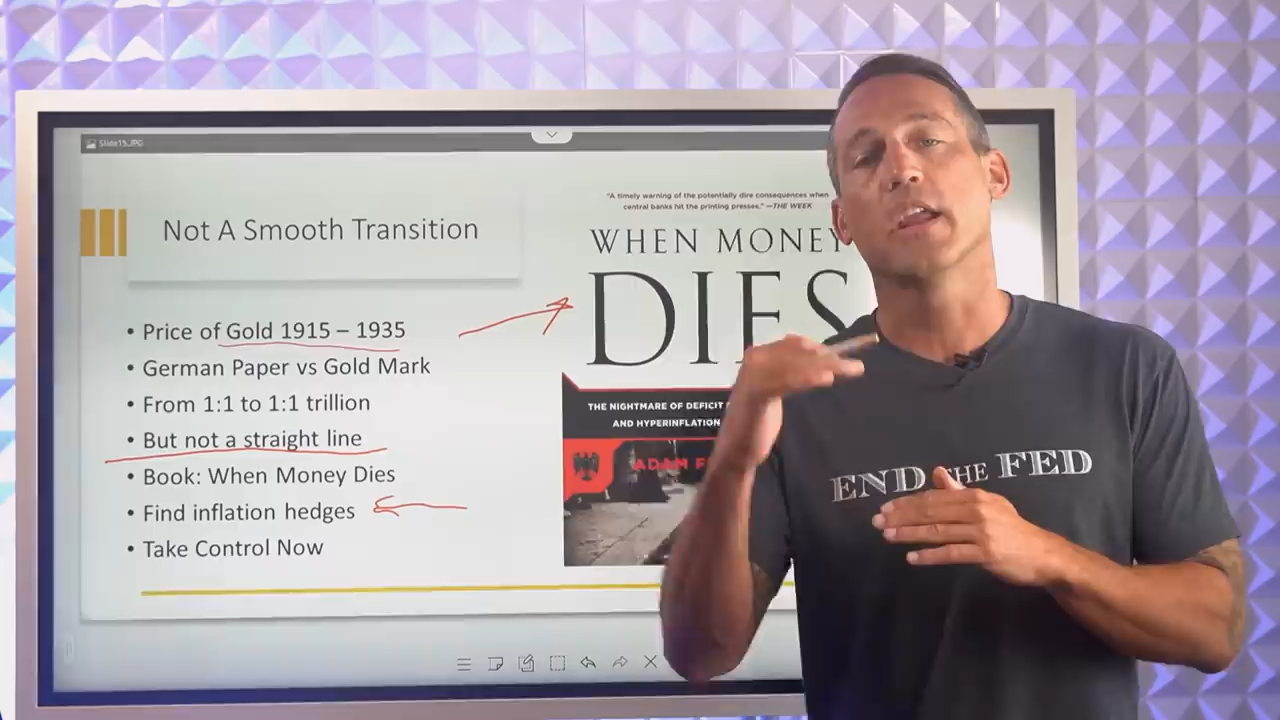 Slide15.JPG
Not A Smooth Transition
• Price of Gold 1915 – 1935
• German Paper vs Gold Mark
• From 1:1 to 1:1 trillion
• But not a straight line
• Book: When Money Dies
• Find inflation hedges
• Take Control Now
"A timely warning of the potentially dire consequences when
central banks hit the printing presses." —THE WEEK
WHEN MONEY
DIES
THE NIGHTMARE OF DEFICIT
AND HYPERINFLATION
ADAM
END THE FED